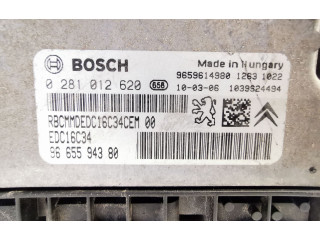 BOSCH
Made in Hungary
0 281 012 620 658
9659614980 1263 1022
10-03-06 1039S24494
RBCMMDEDC16C34CEM 00
EDC16C34
96 655 943 80